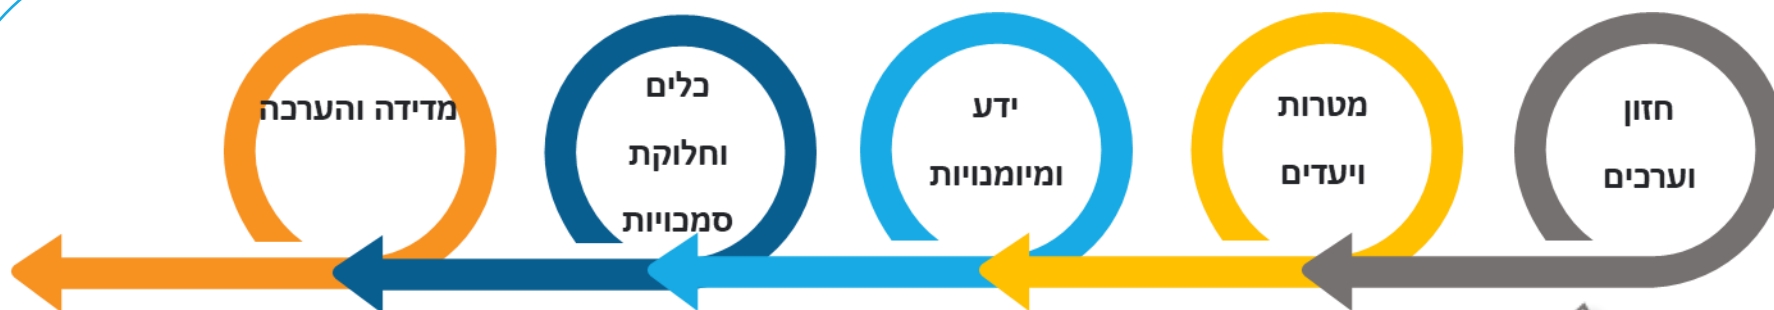 חזון
וערכים
מטרות
ויעדים
ידע
ומיומנויות
כלים
וחלוקת
סמכויות
מדידה והערכה